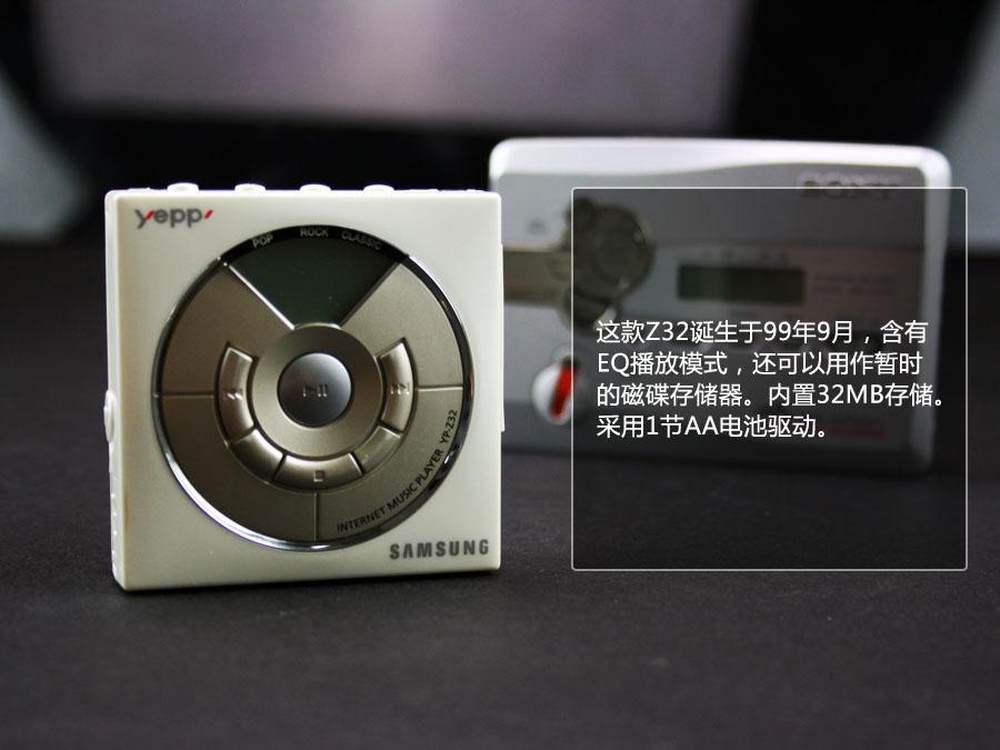 yepp'
POP ROCK CLASSIC
INTERNET MUSIC PLAYER YP-Z32
SAMSUNG
SONY
这款Z32诞生于99年9月，含有
EQ播放模式，还可以用作暂时
的磁碟存储器。内置32MB存储。
采用1节AA电池驱动。